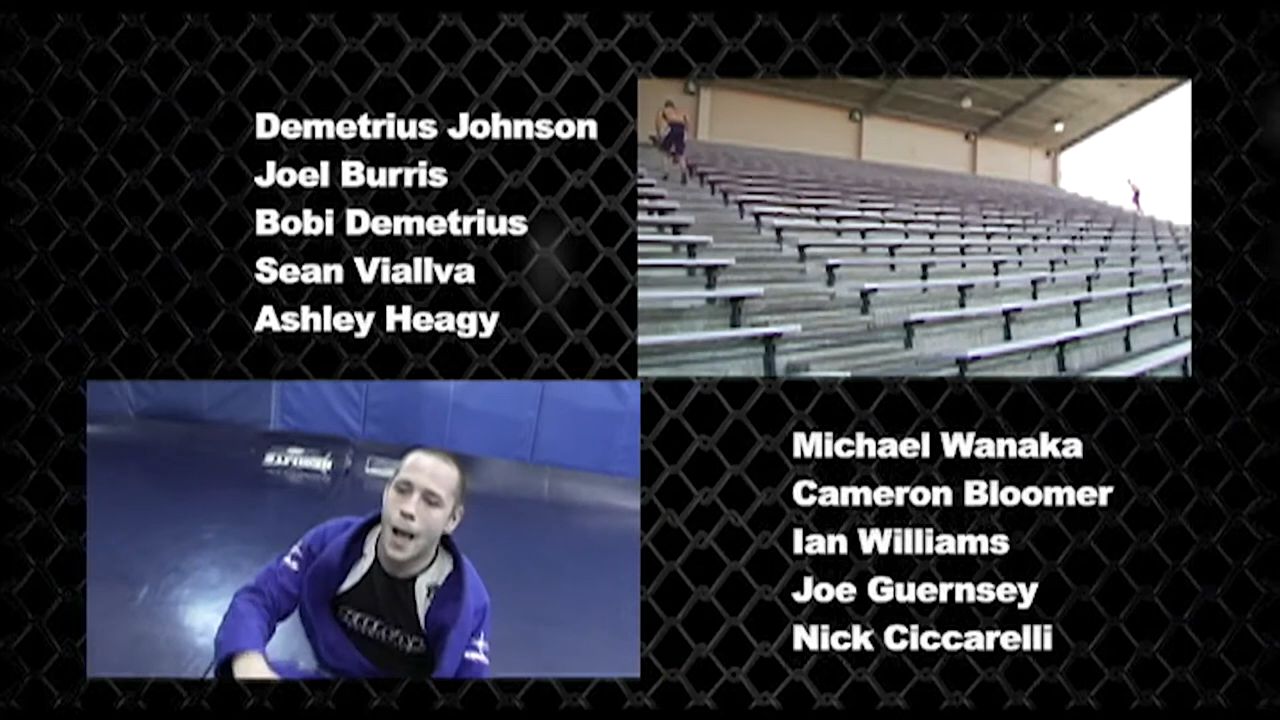 Demetrius Johnson
Joel Burris
Bobi Demetrius
Sean Viallva
Ashley Heagy
Michael Wanaka
Cameron Bloomer
Ian Williams
Joe Guernsey
Nick Ciccarelli